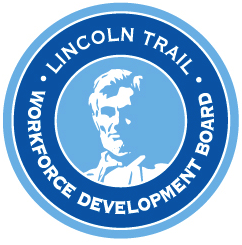 • LINCOLN TRAIL •
WORKFORCE DEVELOPMENT BOARD